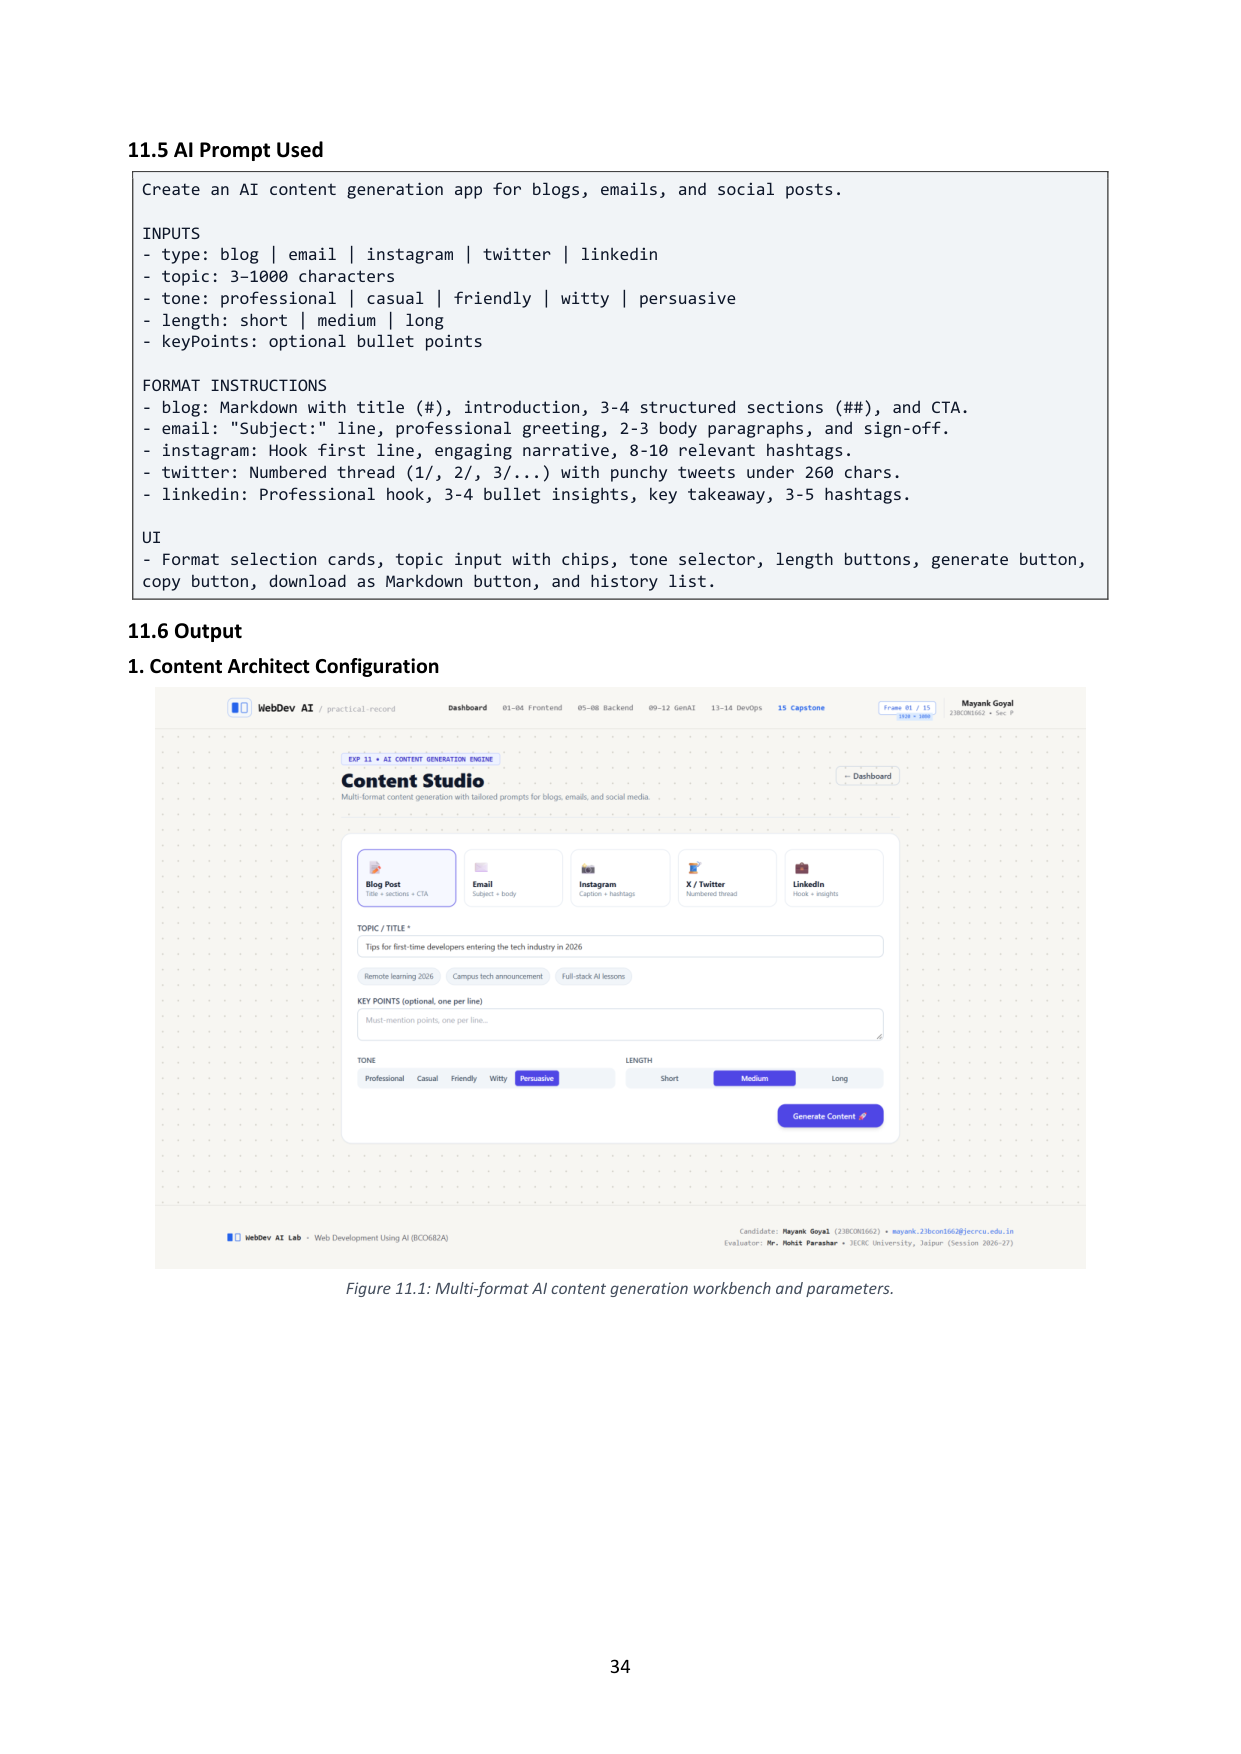 11.5 AI Prompt Used
Create an AI content generation app for blogs, emails, and social posts.
INPUTS
- type: blog | email | instagram | twitter | linkedin
- topic: 3–1000 characters
- tone: professional | casual | friendly | witty | persuasive
- length: short | medium | long
- keyPoints: optional bullet points
FORMAT INSTRUCTIONS
- blog: Markdown with title (#), introduction, 3-4 structured sections (##), and CTA.
- email: "Subject:" line, professional greeting, 2-3 body paragraphs, and sign-off.
- instagram: Hook first line, engaging narrative, 8-10 relevant hashtags.
- twitter: Numbered thread (1/, 2/, 3/...) with punchy tweets under 260 chars.
- linkedin: Professional hook, 3-4 bullet insights, key takeaway, 3-5 hashtags.
UI
- Format selection cards, topic input with chips, tone selector, length buttons, generate button,
copy button, download as Markdown button, and history list.
11.6 Output
1. Content Architect Configuration
WebDev AI / practical-record Dashboard 01–04 Frontend 05–08 Backend 09–12 GenAI 13–14 DevOps 15 Capstone Frame 01 / 15 Mayank Goyal
1920 × 1080 23BCON1662 • Sec P
EXP 11 • AI CONTENT GENERATION ENGINE
Content Studio ← Dashboard
Multi-format content generation with tailored prompts for blogs, emails, and social media.
Blog Post Email Instagram X / Twitter LinkedIn
Title + sections + CTA Subject + body Caption + hashtags Numbered thread Hook + insights
TOPIC / TITLE *
Tips for first-time developers entering the tech industry in 2026
Remote learning 2026 Campus tech announcement Full-stack AI lessons
KEY POINTS (optional, one per line)
Must-mention points, one per line...
TONE LENGTH
Professional Casual Friendly Witty Persuasive Short Medium Long
Generate Content 🚀
Candidate: Mayank Goyal (23BCON1662) • mayank.23bcon1662@jecrcu.edu.in
WebDev AI Lab • Web Development Using AI (BCO682A)
Evaluator: Mr. Mohit Parashar • JECRC University, Jaipur (Session 2026-27)
Figure 11.1: Multi-format AI content generation workbench and parameters.
34